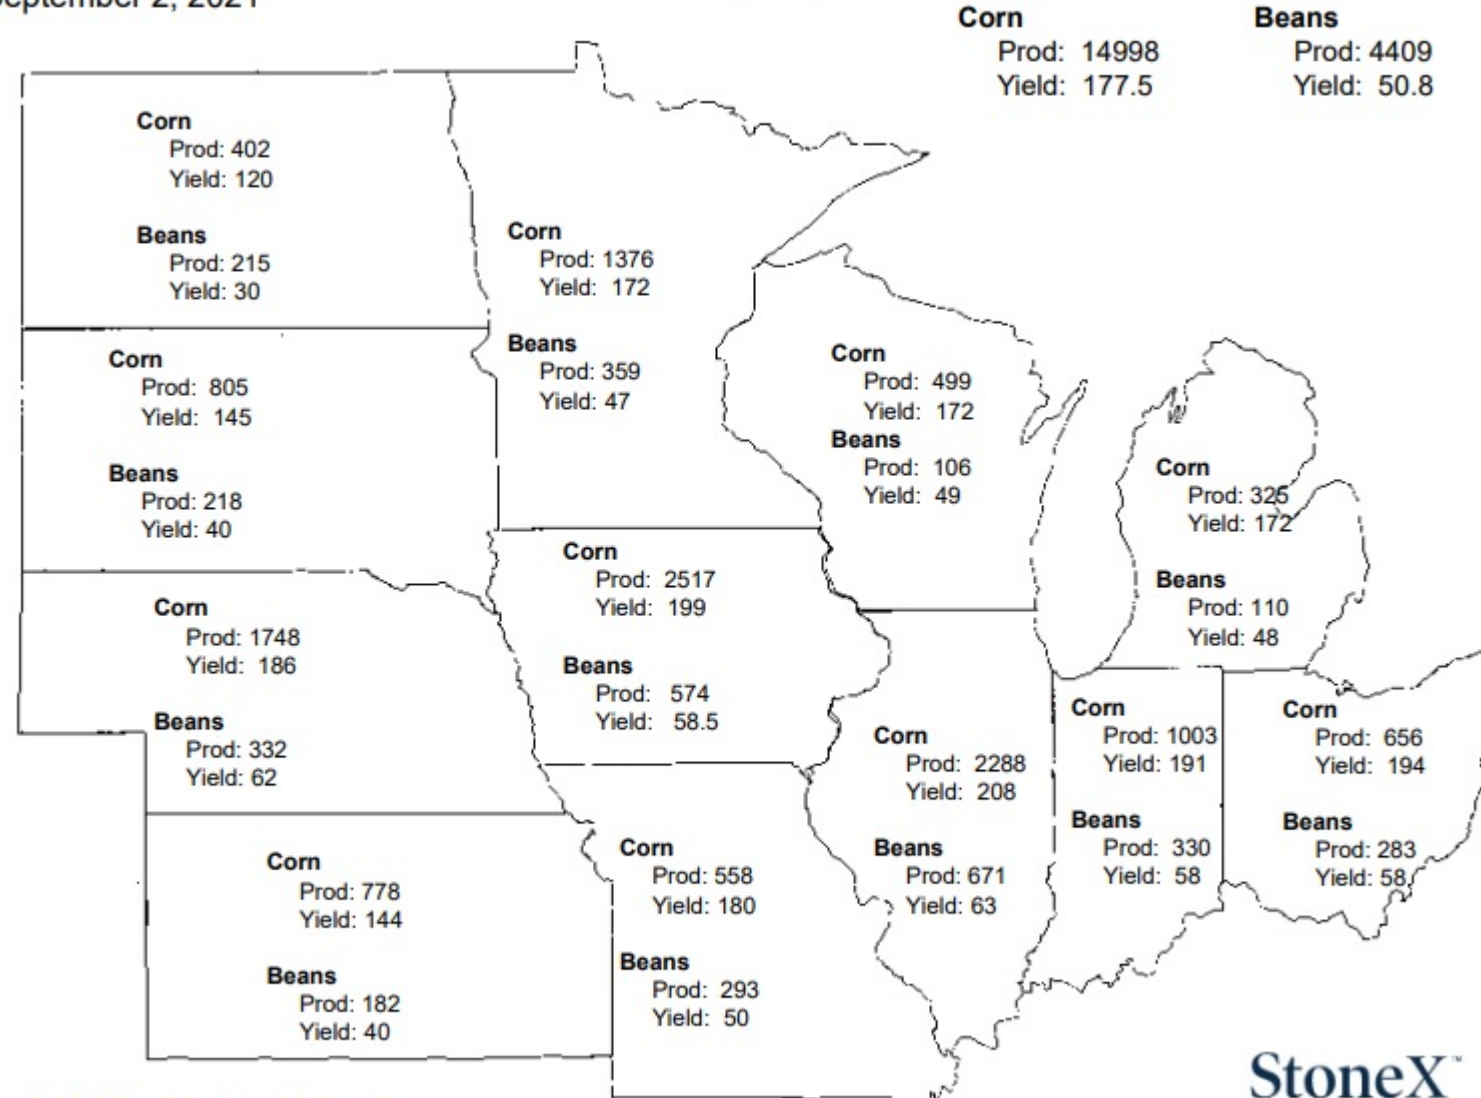 September 2, 2021
Corn
Prod: 14998
Yield: 177.5
Beans
Prod: 4409
Yield: 50.8
Corn
Prod: 402
Yield: 120
Beans
Prod: 215
Yield: 30
Corn
Prod: 1376
Yield: 172
Beans
Prod: 359
Yield: 47
Corn
Prod: 805
Yield: 145
Beans
Prod: 218
Yield: 40
Corn
Prod: 499
Yield: 172
Beans
Prod: 106
Yield: 49
Corn
Prod: 325
Yield: 172
Beans
Prod: 110
Yield: 48
Corn
Prod: 1748
Yield: 186
Beans
Prod: 332
Yield: 62
Corn
Prod: 2517
Yield: 199
Beans
Prod: 574
Yield: 58.5
Corn
Prod: 2288
Yield: 208
Beans
Prod: 671
Yield: 63
Corn
Prod: 1003
Yield: 191
Beans
Prod: 330
Yield: 58
Corn
Prod: 656
Yield: 194
Beans
Prod: 283
Yield: 58
Corn
Prod: 778
Yield: 144
Beans
Prod: 182
Yield: 40
Corn
Prod: 558
Yield: 180
Beans
Prod: 293
Yield: 50
StoneX™